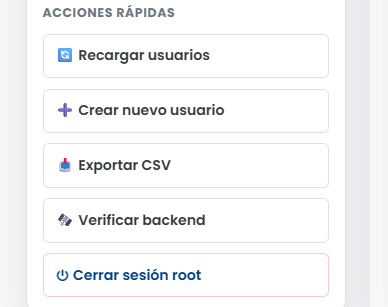 ACCIONES RÁPIDAS
Recargar usuarios
Crear nuevo usuario
Exportar CSV
Verificar backend
Cerrar sesión root